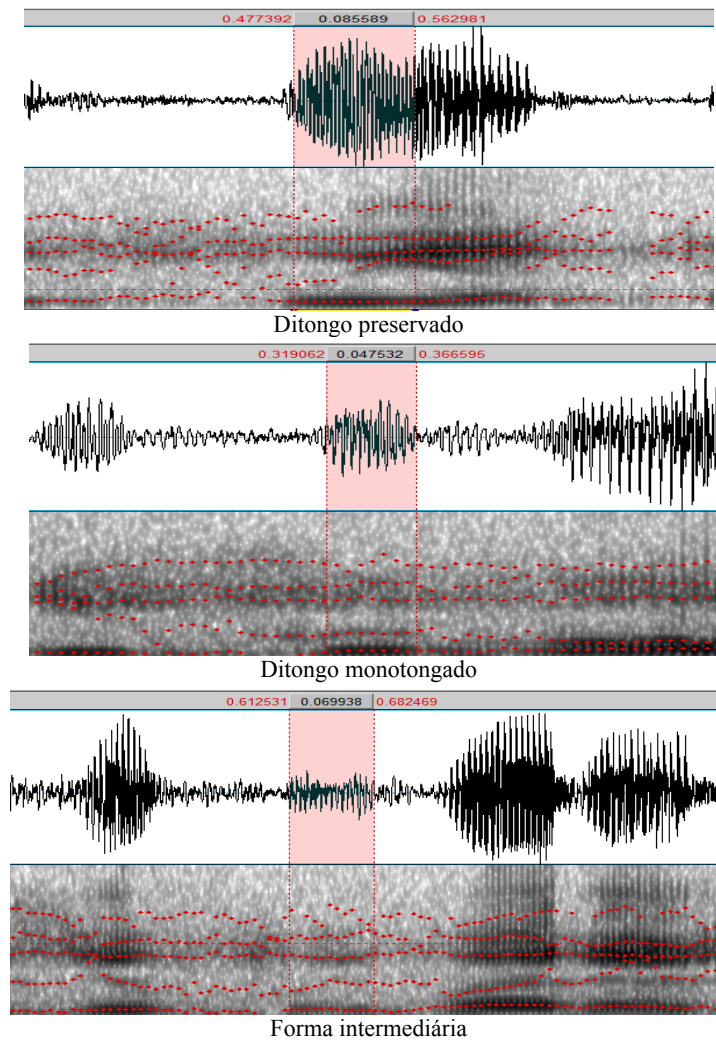 0.477392 0.085589 0.562981
Ditongo preservado
0.319062 0.047532 0.366595
Ditongo monotongado
0.612531 0.069938 0.682469
Forma intermediária